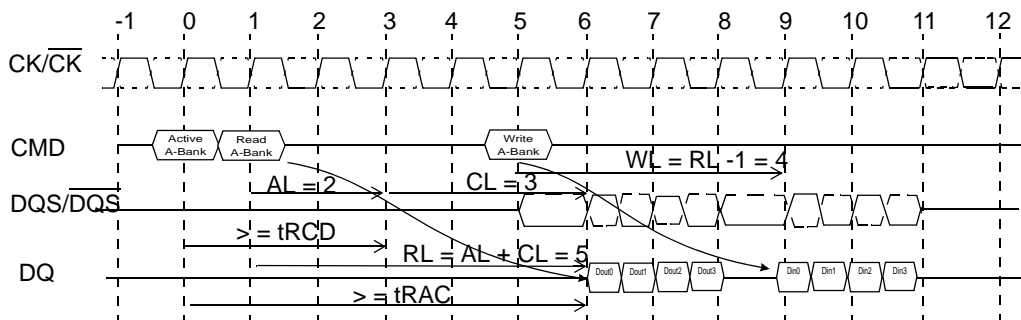 -1 0 1 2 3 4 5 6 7 8 9 10 11 12
CK/CK
CMD
Active A-Bank
Read A-Bank
Write A-Bank
WL = RL -1 = 4
AL = 2
CL = 3
DQS/DQS
> = tRCD
RL = AL + CL = 5
DQ
Dout0 Dout1 Dout2 Dout3
Din0 Din1 Din2 Din3
> = tRAC